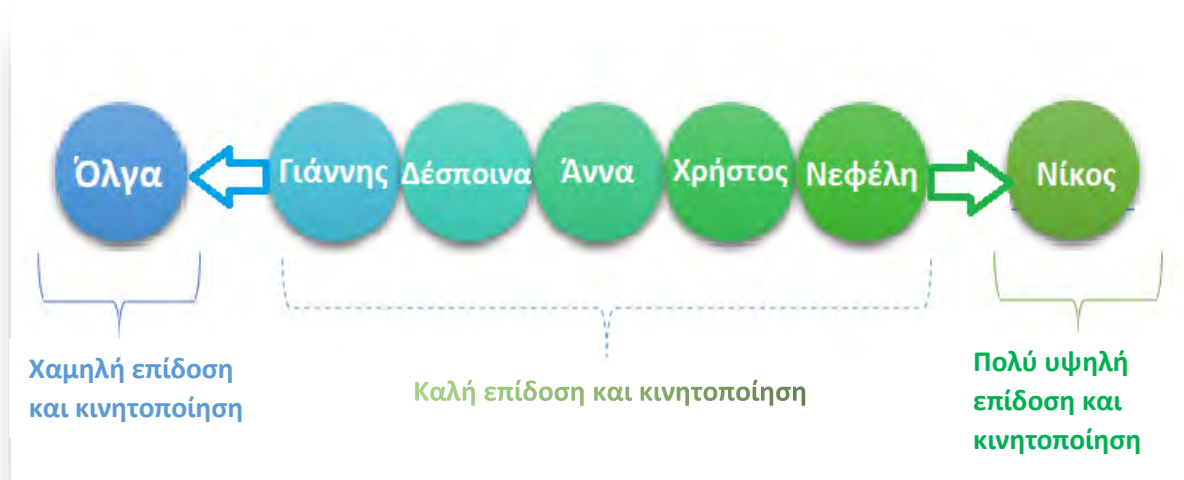 Όλγα
Γιάννης
Δέσποινα
Άννα
Χρήστος
Νεφέλη
Νίκος
Χαμηλή επίδοση
και κινητοποίηση
Καλή επίδοση και κινητοποίηση
Πολύ υψηλή
επίδοση και
κινητοποίηση